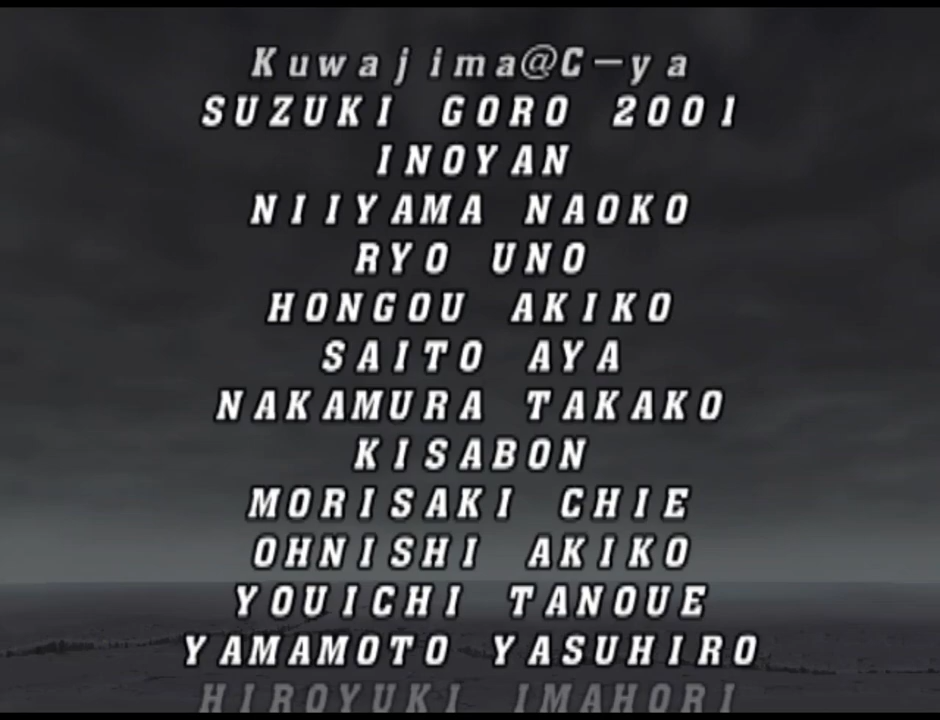 Kuwajima@C−ya
SUZUKI GORO 2001
INOYAN
NIIYAMA NAOKO
RYO UNO
HONGOU AKIKO
SAITO AYA
NAKAMURA TAKAKO
KISABON
MORISAKI CHIE
OHNISHI AKIKO
YOUICHI TANOUE
YAMAMOTO YASUHIRO
HIROYUKI IMAHORI